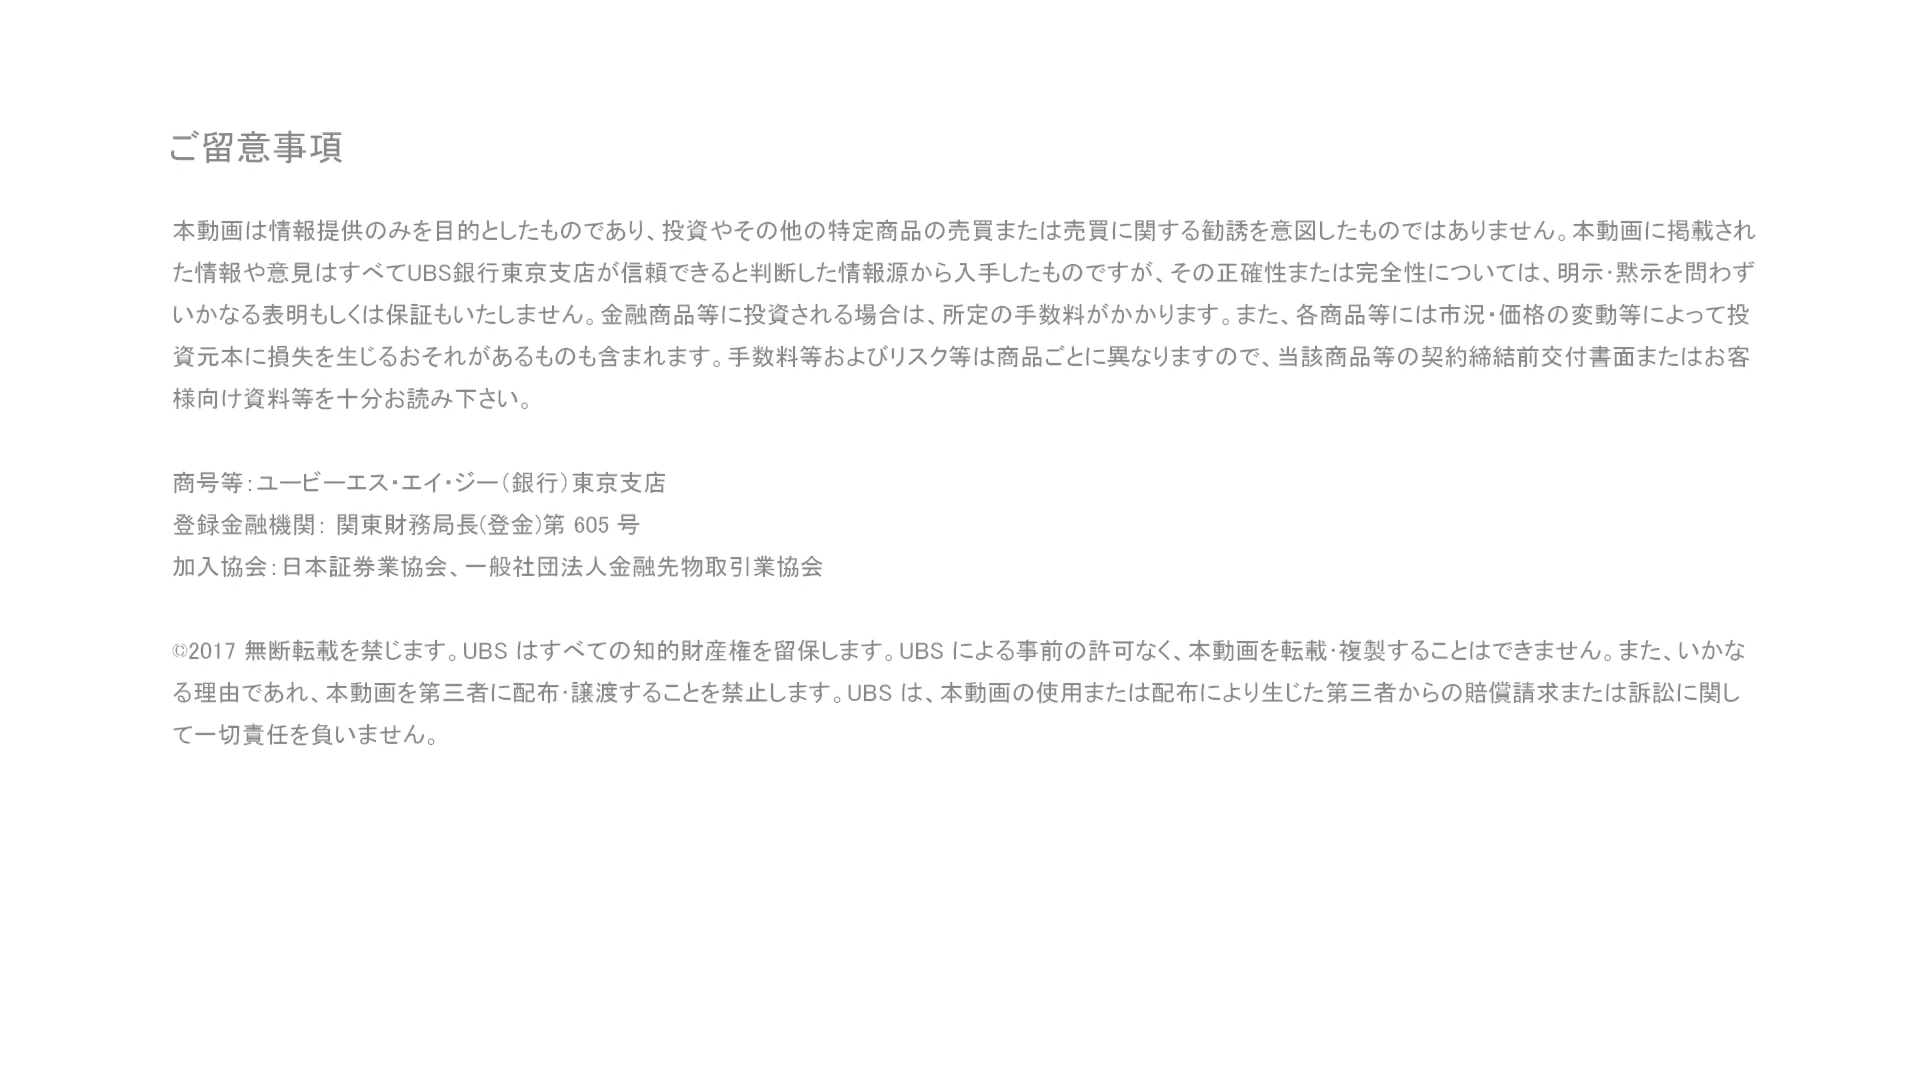 ご留意事項
本動画は情報提供のみを目的としたものであり、投資やその他の特定商品の売買または売買に関する勧誘を意図したものではありません。本動画に掲載され
た情報や意見はすべてUBS銀行東京支店が信頼できると判断した情報源から入手したものですが、その正確性または完全性については、明示・黙示を問わず
いかなる表明もしくは保証もいたしません。金融商品等に投資される場合は、所定の手数料がかかります。また、各商品等には市況・価格の変動等によって投
資元本に損失を生じるおそれがあるものも含まれます。手数料等およびリスク等は商品ごとに異なりますので、当該商品等の契約締結前交付書面またはお客
様向け資料等を十分お読み下さい。
商号等：ユービーエス・エイ・ジー（銀行）東京支店
登録金融機関： 関東財務局長(登金)第 605 号
加入協会：日本証券業協会、一般社団法人金融先物取引業協会
©2017 無断転載を禁じます。UBS はすべての知的財産権を留保します。UBS による事前の許可なく、本動画を転載・複製することはできません。また、いかな
る理由であれ、本動画を第三者に配布・譲渡することを禁止します。UBS は、本動画の使用または配布により生じた第三者からの賠償請求または訴訟に関し
て一切責任を負いません。